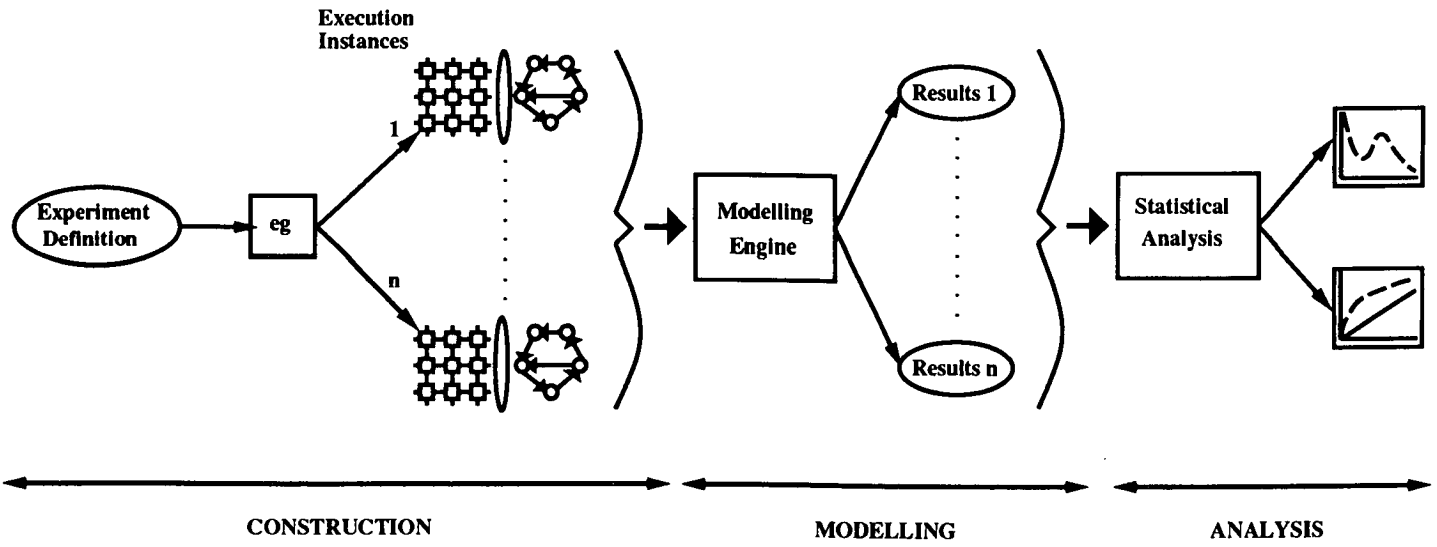 Execution
Instances
1
n
Experiment
Definition
eg
Modelling
Engine
Results 1
Results n
Statistical
Analysis
CONSTRUCTION
MODELLING
ANALYSIS